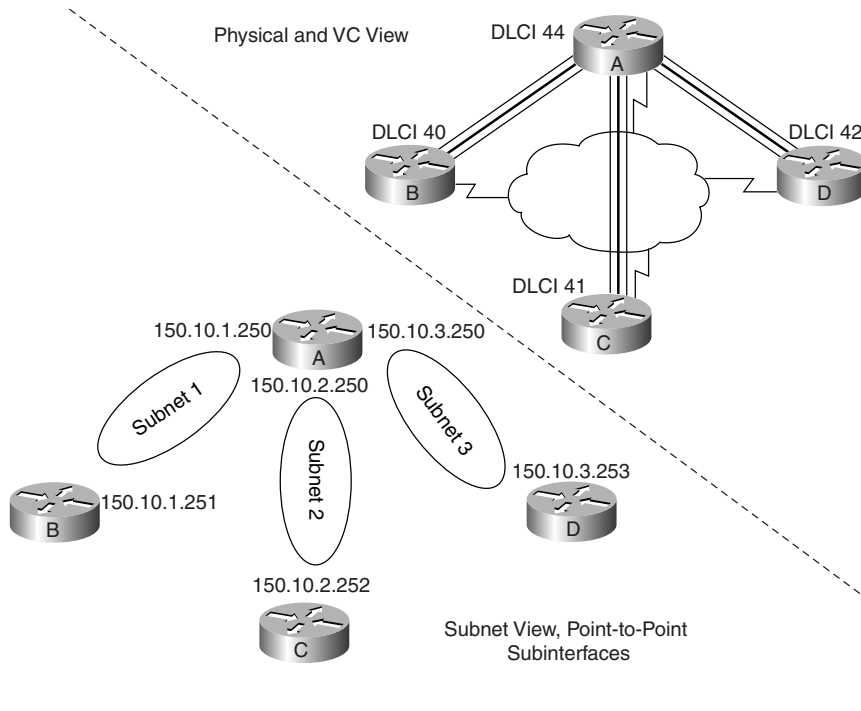 Physical and VC View
DLCI 44
A
DLCI 40
DLCI 42
B
D
DLCI 41
C
150.10.1.250
150.10.3.250
A
150.10.2.250
Subnet 1
Subnet 3
Subnet 2
150.10.3.253
150.10.1.251
B
D
150.10.2.252
C
Subnet View, Point-to-Point
Subinterfaces